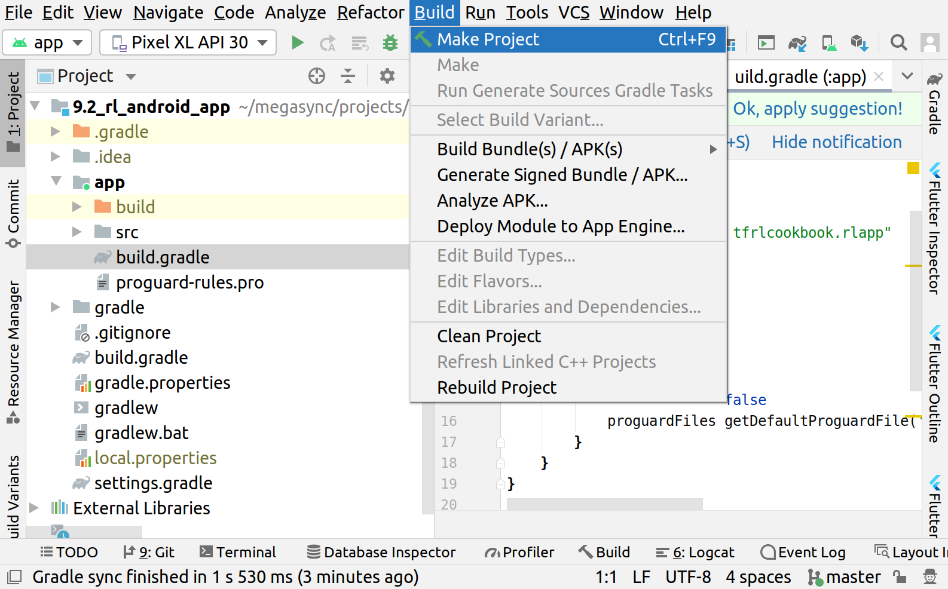 File Edit View Navigate Code Analyze Refactor Build Run Tools VCS Window Help
app Pixel XL API 30
Project
uild.gradle (:app)
Ok, apply suggestion!
+S) Hide notification
1: Project
Commit
Resource Manager
uild Variants
9.2_rl_android_app ~/megasync/projects/
.gradle
.idea
app
build
src
build.gradle
proguard-rules.pro
gradle
.gitignore
build.gradle
gradle.properties
gradlew
gradlew.bat
local.properties
settings.gradle
External Libraries
Make Project Ctrl+F9
Make
Run Generate Sources Gradle Tasks
Select Build Variant...
Build Bundle(s) / APK(s)
Generate Signed Bundle / APK...
Analyze APK...
Deploy Module to App Engine...
Edit Build Types...
Edit Flavors...
Edit Libraries and Dependencies...
Clean Project
Refresh Linked C++ Projects
Rebuild Project
tfrlcookbook.rlapp"
false
16 proguardFiles getDefaultProguardFile('
17 }
18 }
19 }
20
Gradle
Flutter Inspector
Flutter Outline
Flutter
TODO 9: Git Terminal Database Inspector Profiler Build 6: Logcat Event Log Layout In
Gradle sync finished in 1 s 530 ms (3 minutes ago) 1:1 LF UTF-8 4 spaces master